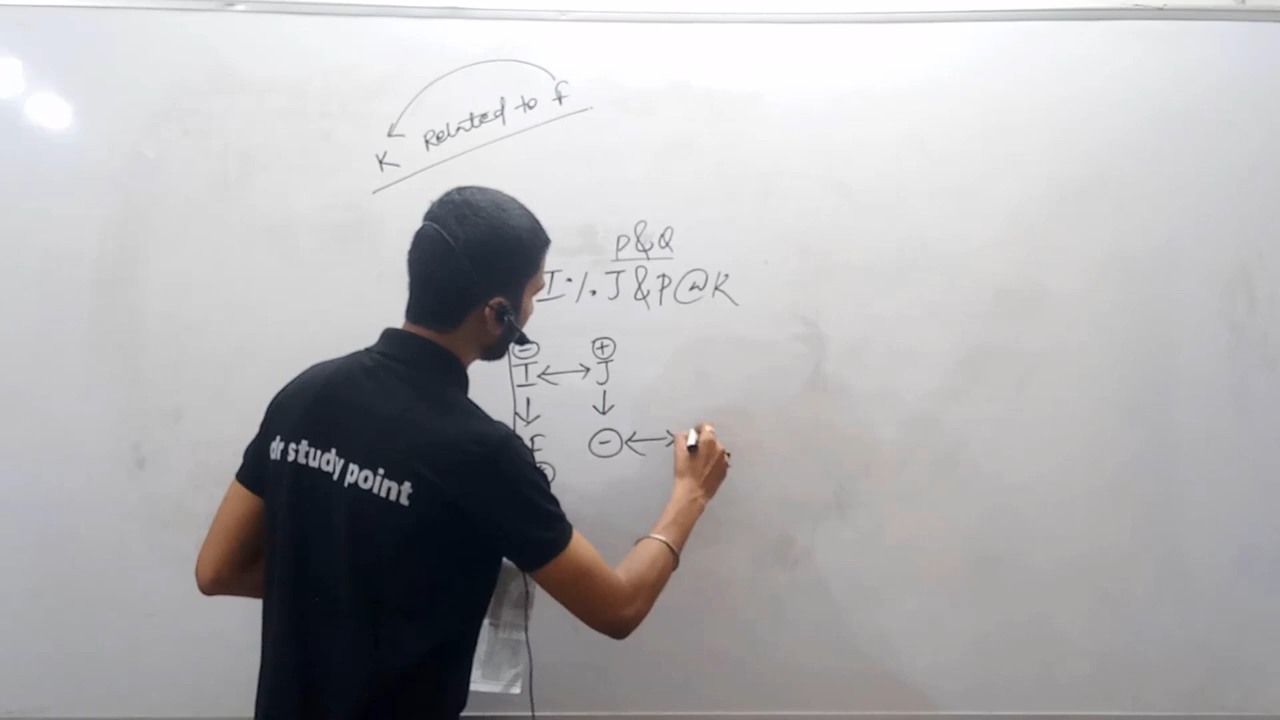 K Related to F
P&Q
I % J & P @ K
− +
I ↔ J
↓ ↓
F − ↔
dr study point